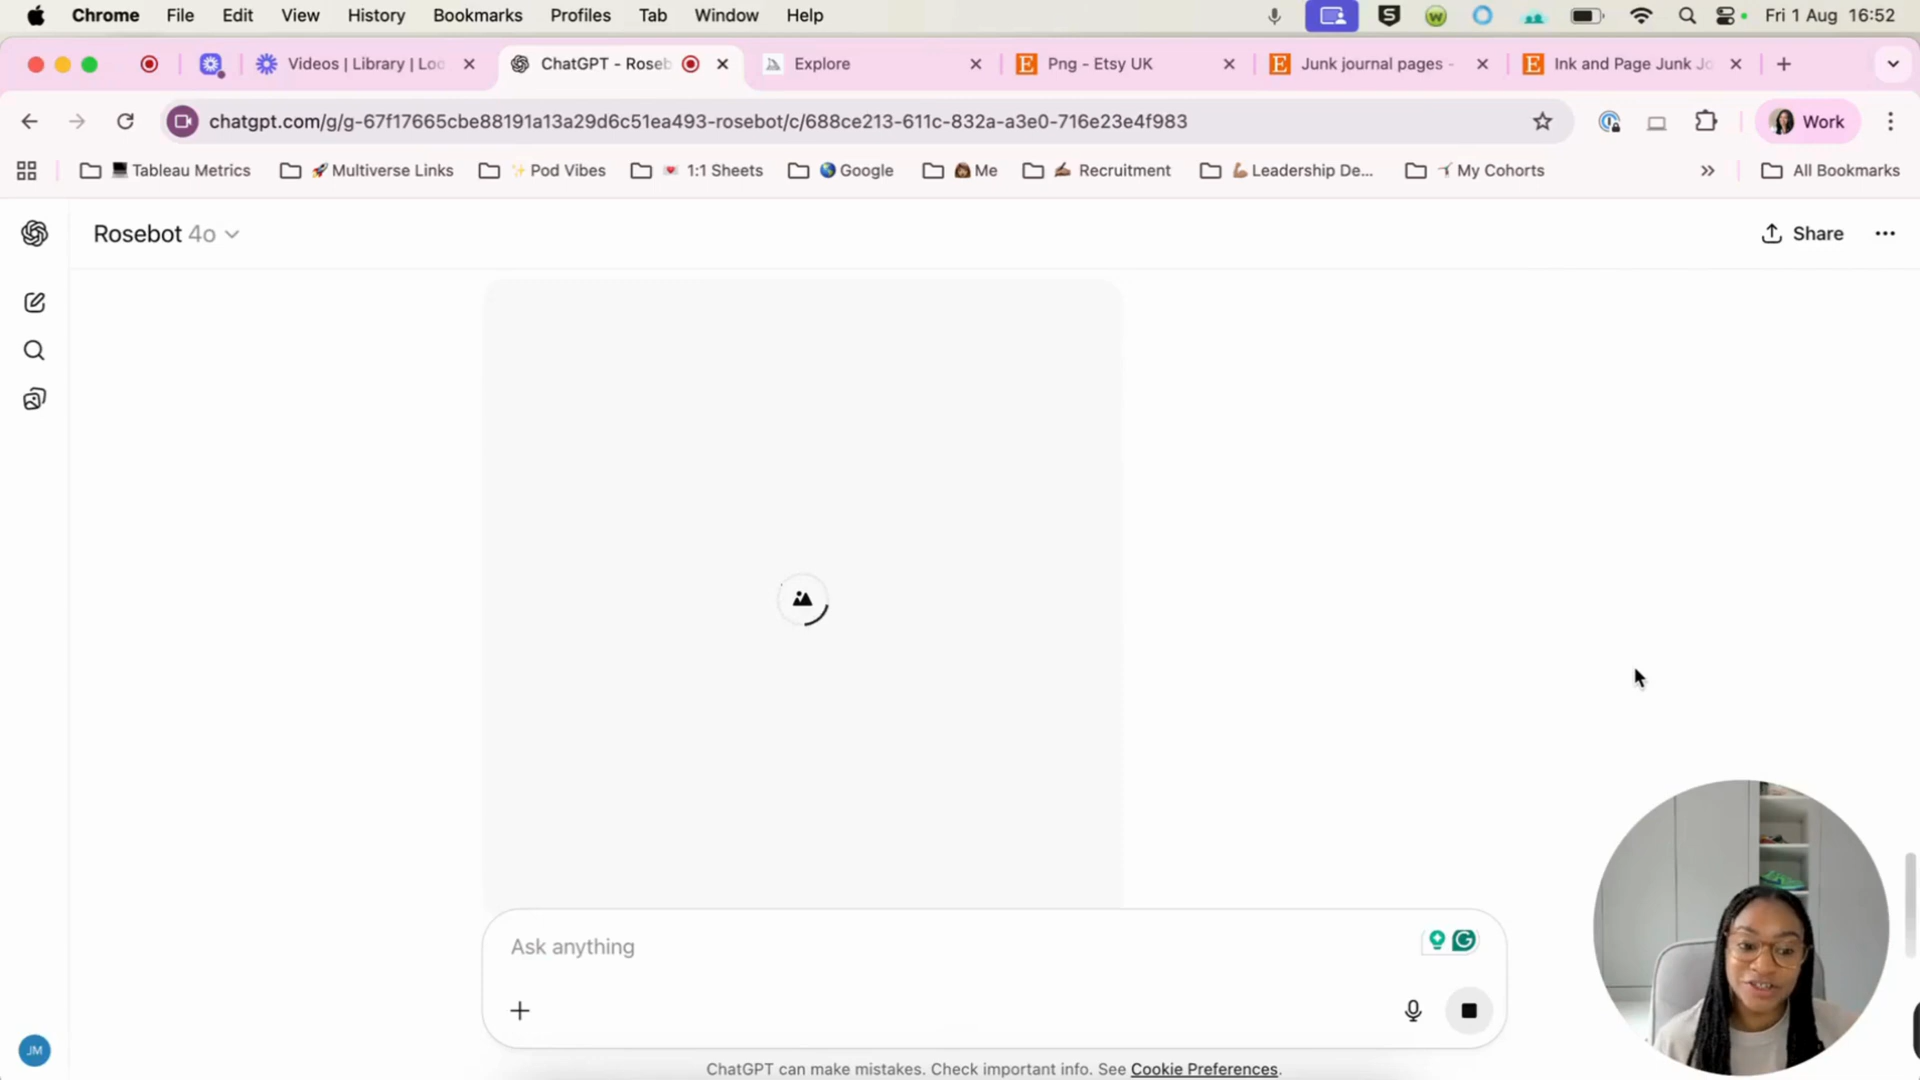 Chrome File Edit View History Bookmarks Profiles Tab Window Help Fri 1 Aug 16:52
Videos | Library | Loo ChatGPT - Roseb Explore Png - Etsy UK Junk journal pages - Ink and Page Junk Jo
chatgpt.com/g/g-67f17665cbe88191a13a29d6c51ea493-rosebot/c/688ce213-611c-832a-a3e0-716e23e4f983 Work
Tableau Metrics Multiverse Links Pod Vibes 1:1 Sheets Google Me Recruitment Leadership De... My Cohorts » All Bookmarks
Rosebot 4o Share
Ask anything
JM
ChatGPT can make mistakes. Check important info. See Cookie Preferences.